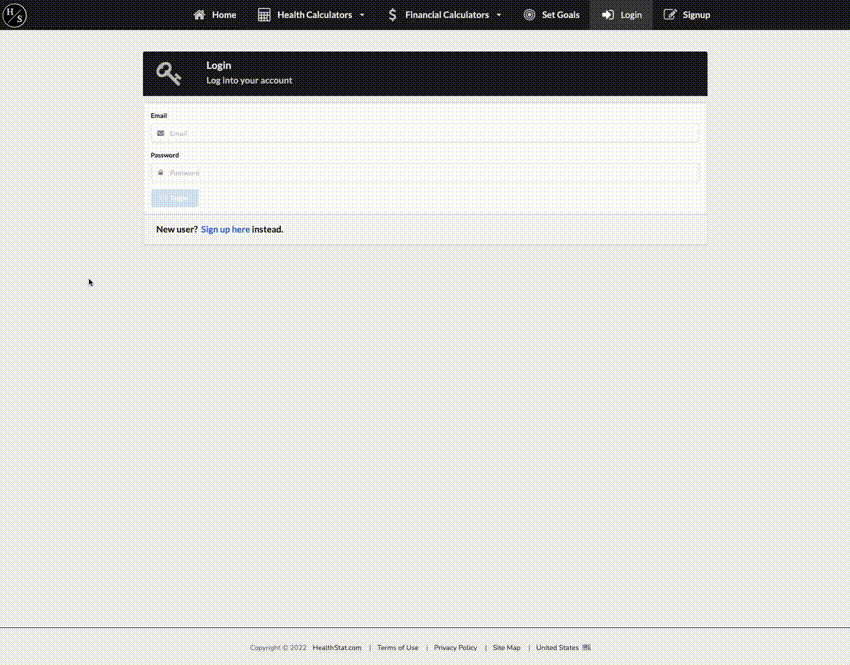 H/S
Home Health Calculators Financial Calculators Set Goals Login Signup
Login
Log into your account
Email
Email
Password
Password
New user? Sign up here instead.
Copyright © 2022 HealthStat.com | Terms of Use | Privacy Policy | Site Map | United States